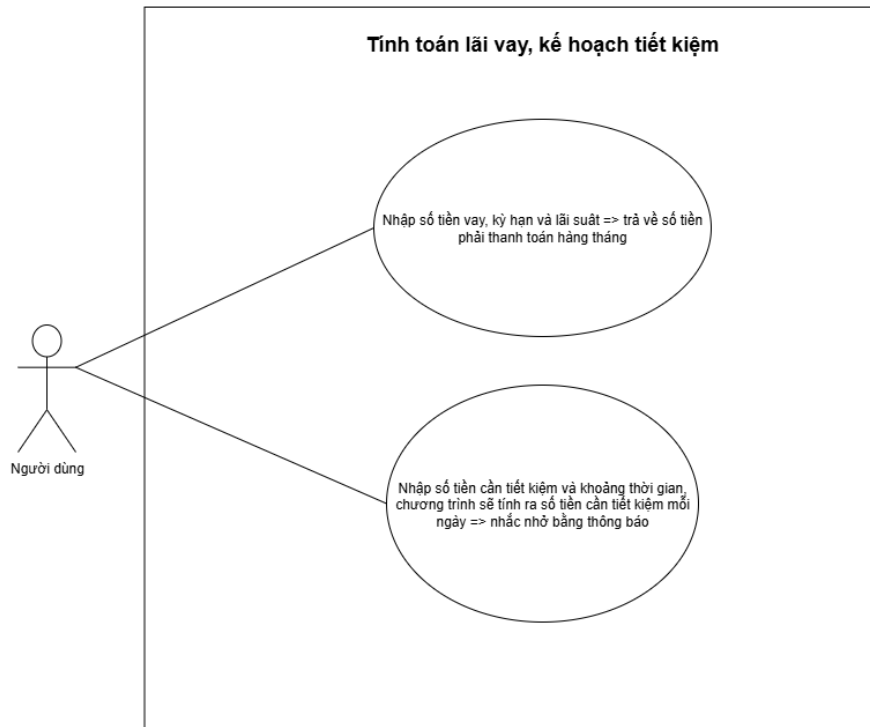 Tính toán lãi vay, kế hoạch tiết kiệm
Nhập số tiền vay, kỳ hạn và lãi suât => trả về số tiền
phải thanh toán hàng tháng
Người dùng
Nhập số tiền cần tiết kiệm và khoảng thời gian,
chương trình sẽ tính ra số tiền cần tiết kiệm mỗi
ngày => nhắc nhở bằng thông báo